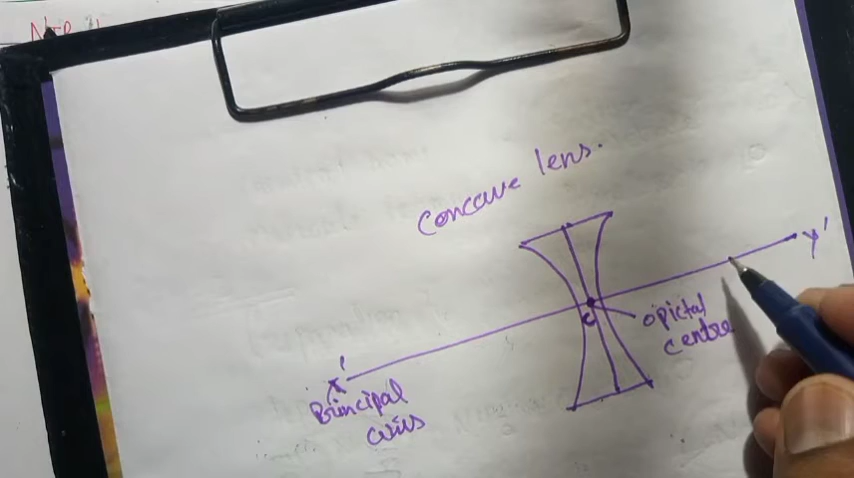 Concave lens.
Y'
C
opictal
centre
X'
Principal
axis